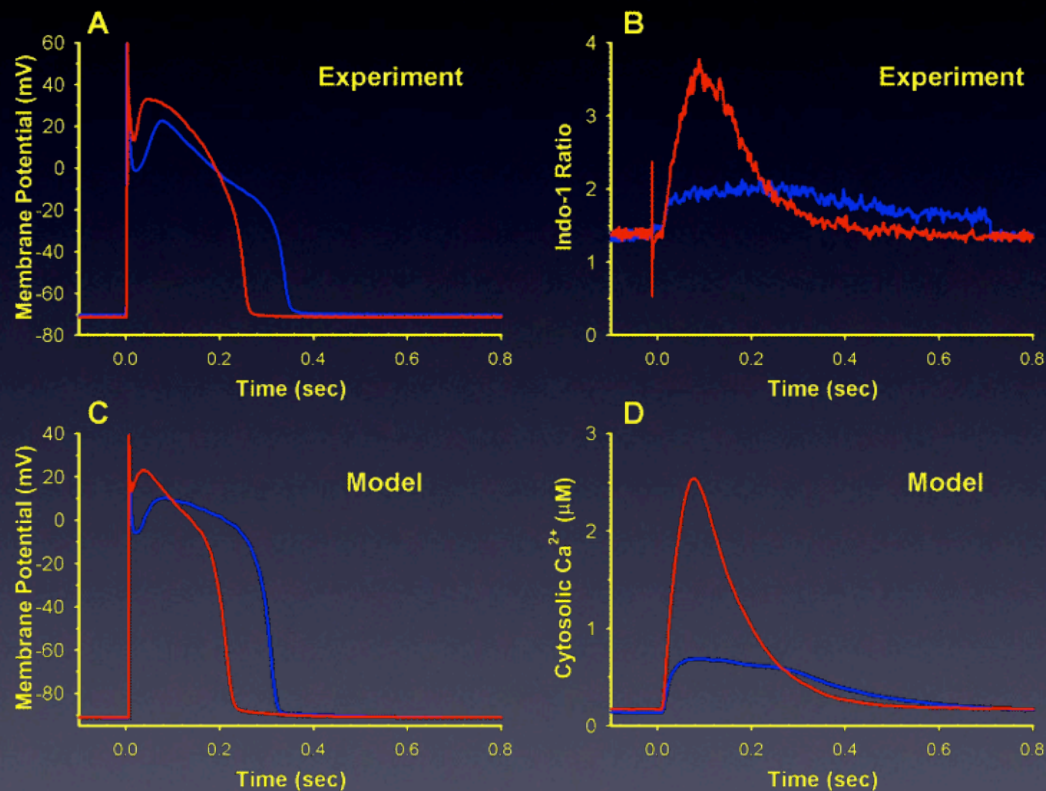 A
Experiment
Membrane Potential (mV)
60
40
20
0
-20
-40
-60
-80
0.0 0.2 0.4 0.6 0.8
Time (sec)
B
Experiment
Indo-1 Ratio
4
3
2
1
0
0.0 0.2 0.4 0.6 0.8
Time (sec)
C
Model
Membrane Potential (mV)
40
20
0
-20
-40
-60
-80
0.0 0.2 0.4 0.6 0.8
Time (sec)
D
Model
Cytosolic Ca²⁺ (μM)
3
2
1
0
0.0 0.2 0.4 0.6 0.8
Time (sec)